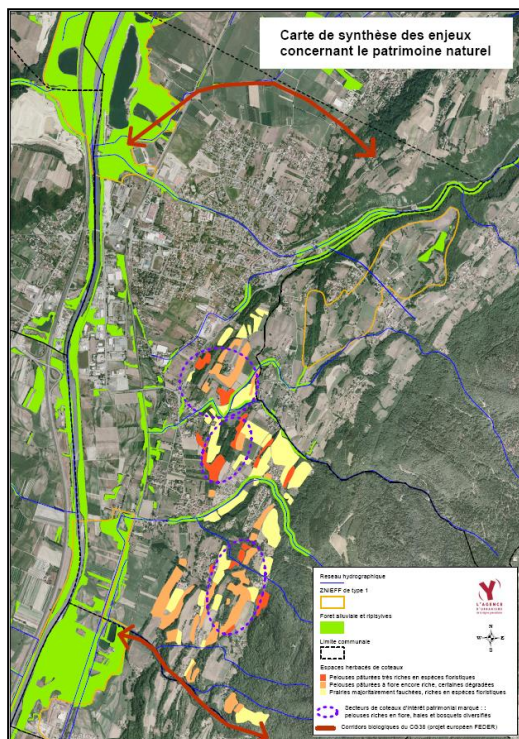 Carte de synthèse des enjeux
concernant le patrimoine naturel
Reseau hydrographique
ZNIEFF de type 1
Foret alluviale et ripisylves
Limite communale
Espaces herbacés de coteaux
Pelouses pâturées très riches en espèces floristiques
Pelouses pâturées à flore encore riche, certaines dégradées
Prairies majoritairement fauchées, riches en espèces floristiques
Secteurs de coteaux d'intérêt patrimonial marqué : :
pelouses riches en flore, haies et bosquets diversifiés
Corridors biologiques du CG38 (projet européen FEDER)
Y
L'AGENCE
D'URBANISME
N
W
E
S